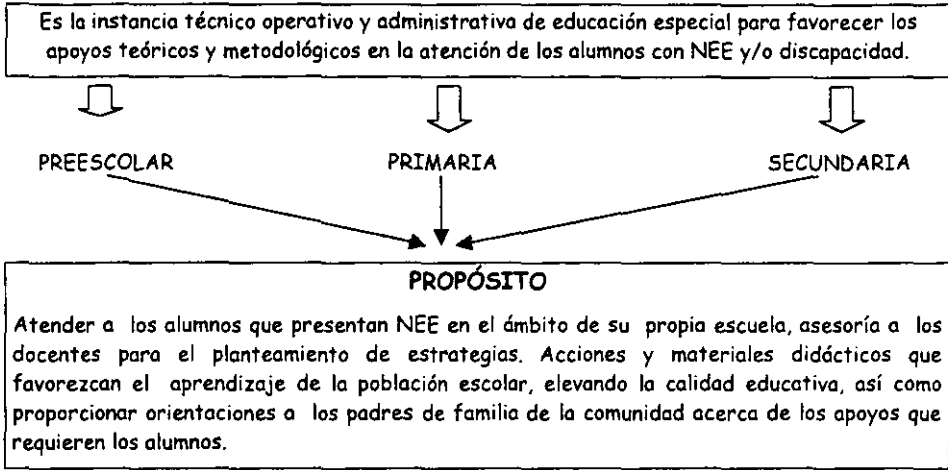 Es la instancia técnico operativo y administrativa de educación especial para favorecer los
apoyos teóricos y metodológicos en la atención de los alumnos con NEE y/o discapacidad.
PREESCOLAR PRIMARIA SECUNDARIA
PROPÓSITO
Atender a los alumnos que presentan NEE en el ámbito de su propia escuela, asesoría a los
docentes para el planteamiento de estrategias. Acciones y materiales didácticos que
favorezcan el aprendizaje de la población escolar, elevando la calidad educativa, así como
proporcionar orientaciones a los padres de familia de la comunidad acerca de los apoyos que
requieren los alumnos.